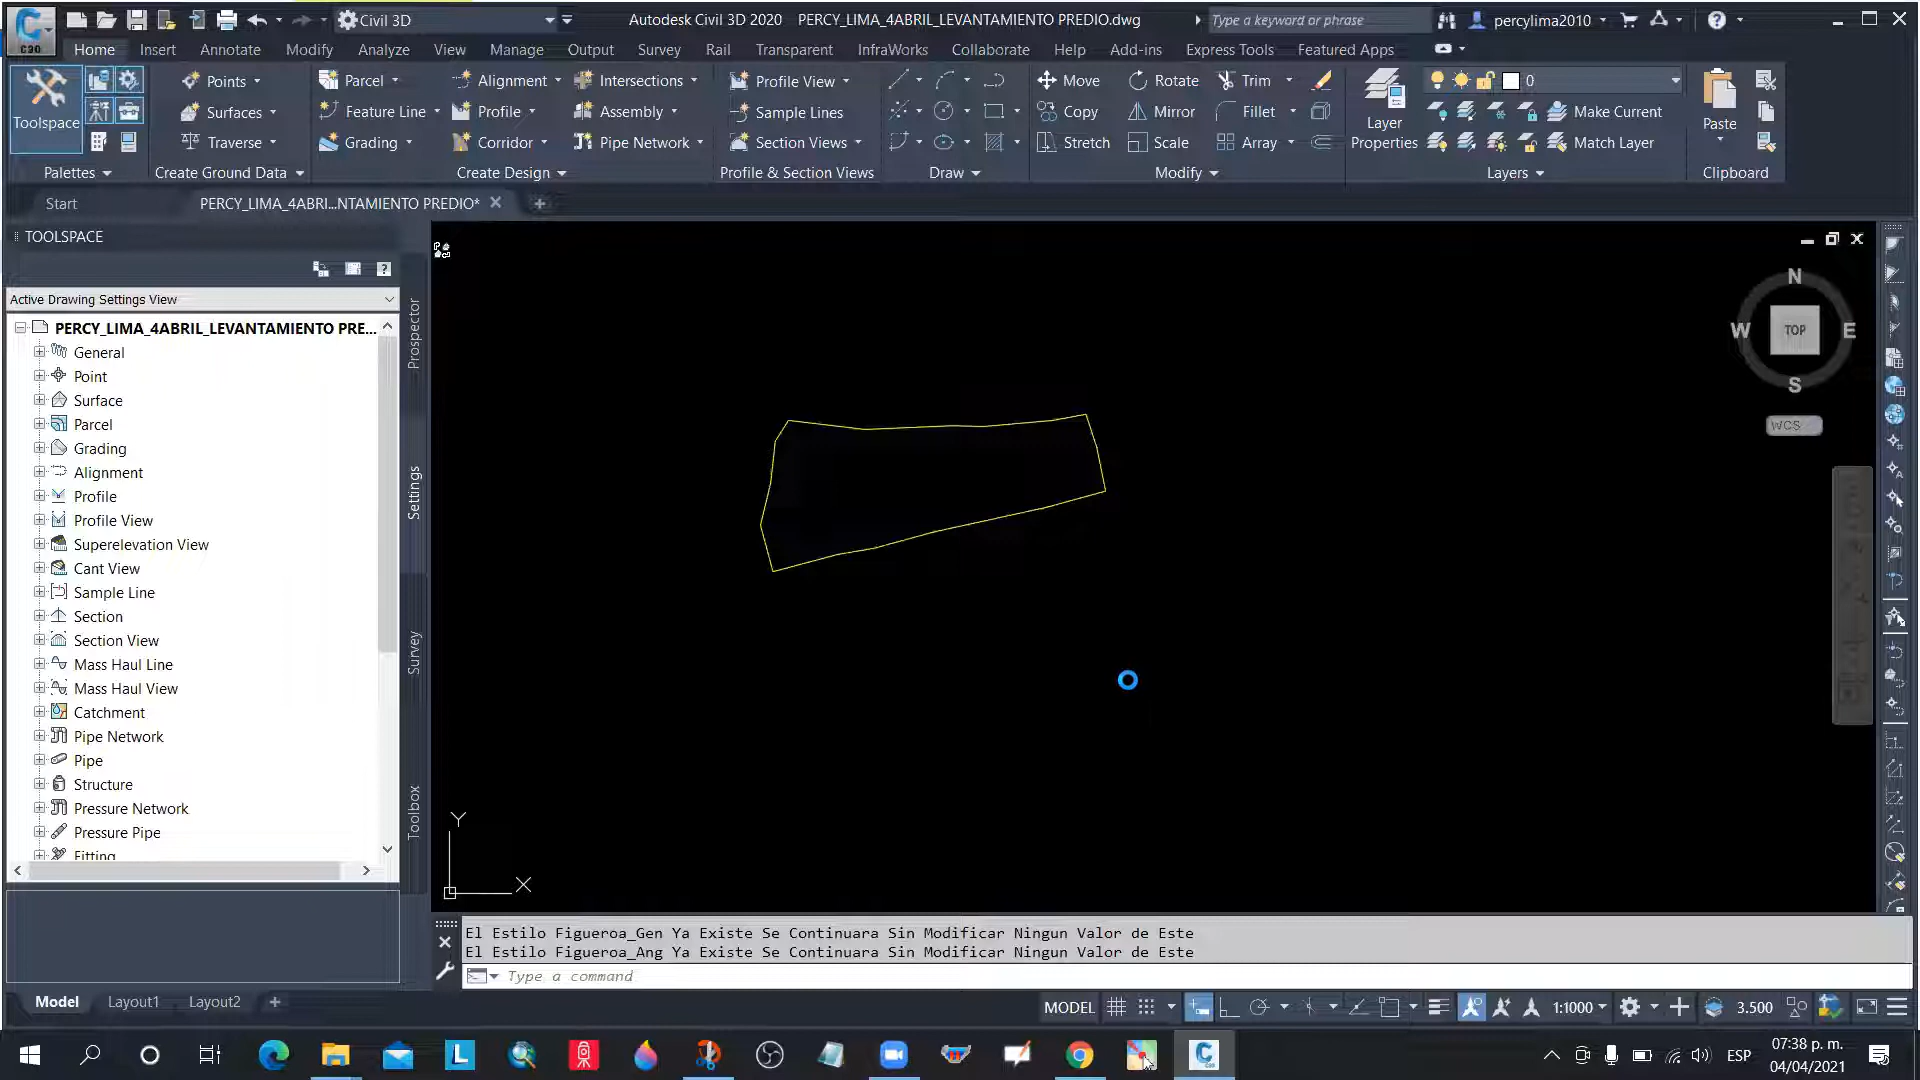 Civil 3D
Autodesk Civil 3D 2020 PERCY_LIMA_4ABRIL_LEVANTAMIENTO PREDIO.dwg
Type a keyword or phrase
percylima2010
C3D
Home Insert Annotate Modify Analyze View Manage Output Survey Rail Transparent InfraWorks Collaborate Help Add-ins Express Tools Featured Apps
Points Parcel Alignment Intersections Profile View Move Rotate Trim 0
Surfaces Feature Line Profile Assembly Sample Lines Copy Mirror Fillet Make Current
Toolspace
Layer
Properties
Paste
Traverse Grading Corridor Pipe Network Section Views Stretch Scale Array Match Layer
Palettes Create Ground Data Create Design Profile & Section Views Draw Modify Layers Clipboard
Start PERCY_LIMA_4ABRI...NTAMIENTO PREDIO*
TOOLSPACE
Active Drawing Settings View
PERCY_LIMA_4ABRIL_LEVANTAMIENTO PRE...
General
Point
Surface
Parcel
Grading
Alignment
Profile
Profile View
Superelevation View
Cant View
Sample Line
Section
Section View
Mass Haul Line
Mass Haul View
Catchment
Pipe Network
Pipe
Structure
Pressure Network
Pressure Pipe
Fitting
Prospector
Settings
Survey
Toolbox
N
W TOP E
S
WCS
Y
X
El Estilo Figueroa_Gen Ya Existe Se Continuara Sin Modificar Ningun Valor de Este
El Estilo Figueroa_Ang Ya Existe Se Continuara Sin Modificar Ningun Valor de Este
Type a command
Model Layout1 Layout2
MODEL 1:1000 3.500
ESP
07:38 p. m.
04/04/2021